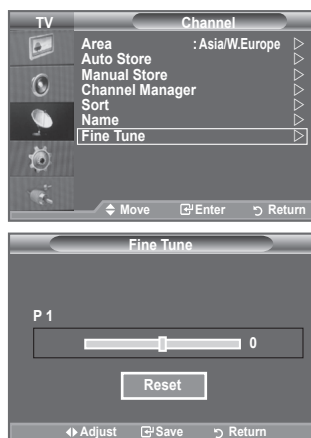 TV Channel
Area : Asia/W.Europe
Auto Store
Manual Store
Channel Manager
Sort
Name
Fine Tune
Move Enter Return
Fine Tune
P 1
0
Reset
Adjust Save Return